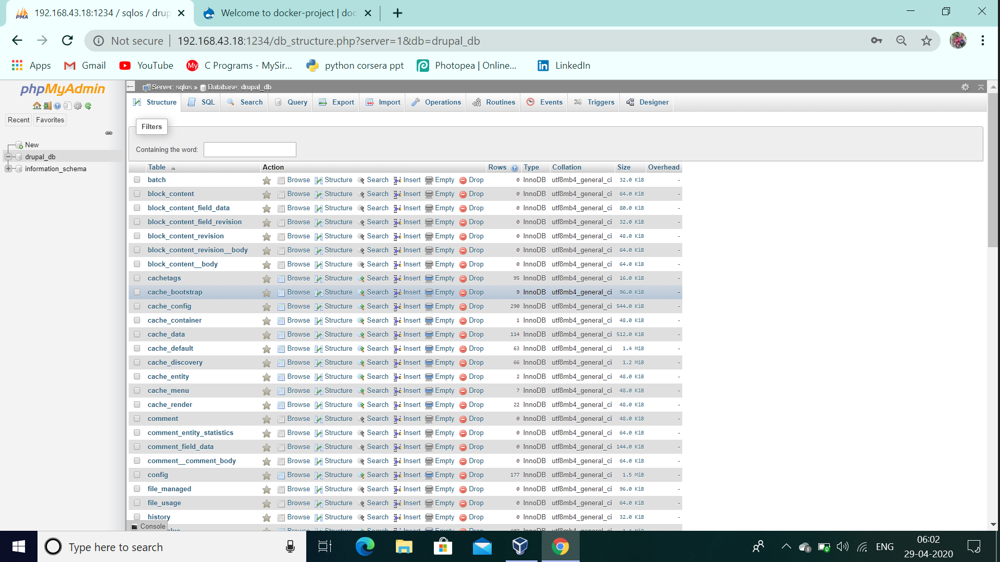 192.168.43.18:1234 / sqlos / drup
Welcome to docker-project | doc
Not secure
192.168.43.18:1234/db_structure.php?server=1&db=drupal_db
Apps
Gmail
YouTube
C Programs - MySir...
python corsera ppt
Photopea | Online...
LinkedIn
phpMyAdmin
Recent
Favorites
New
drupal_db
information_schema
Server: sqlos » Database: drupal_db
Structure SQL Search Query Export Import Operations Routines Events Triggers Designer
Filters
Containing the word:
Table Action Rows Type Collation Size Overhead
batch Browse Structure Search Insert Empty Drop 0 InnoDB utf8mb4_general_ci 32.0 KiB -
block_content Browse Structure Search Insert Empty Drop 0 InnoDB utf8mb4_general_ci 64.0 KiB -
block_content_field_data Browse Structure Search Insert Empty Drop 0 InnoDB utf8mb4_general_ci 80.0 KiB -
block_content_field_revision Browse Structure Search Insert Empty Drop 0 InnoDB utf8mb4_general_ci 32.0 KiB -
block_content_revision Browse Structure Search Insert Empty Drop 0 InnoDB utf8mb4_general_ci 48.0 KiB -
block_content_revision__body Browse Structure Search Insert Empty Drop 0 InnoDB utf8mb4_general_ci 64.0 KiB -
block_content__body Browse Structure Search Insert Empty Drop 0 InnoDB utf8mb4_general_ci 64.0 KiB -
cachetags Browse Structure Search Insert Empty Drop 95 InnoDB utf8mb4_general_ci 16.0 KiB -
cache_bootstrap Browse Structure Search Insert Empty Drop 9 InnoDB utf8mb4_general_ci 96.0 KiB -
cache_config Browse Structure Search Insert Empty Drop 290 InnoDB utf8mb4_general_ci 544.0 KiB -
cache_container Browse Structure Search Insert Empty Drop 1 InnoDB utf8mb4_general_ci 48.0 KiB -
cache_data Browse Structure Search Insert Empty Drop 114 InnoDB utf8mb4_general_ci 512.0 KiB -
cache_default Browse Structure Search Insert Empty Drop 63 InnoDB utf8mb4_general_ci 1.4 MiB -
cache_discovery Browse Structure Search Insert Empty Drop 66 InnoDB utf8mb4_general_ci 1.2 MiB -
cache_entity Browse Structure Search Insert Empty Drop 2 InnoDB utf8mb4_general_ci 48.0 KiB -
cache_menu Browse Structure Search Insert Empty Drop 7 InnoDB utf8mb4_general_ci 48.0 KiB -
cache_render Browse Structure Search Insert Empty Drop 22 InnoDB utf8mb4_general_ci 48.0 KiB -
comment Browse Structure Search Insert Empty Drop 0 InnoDB utf8mb4_general_ci 48.0 KiB -
comment_entity_statistics Browse Structure Search Insert Empty Drop 0 InnoDB utf8mb4_general_ci 64.0 KiB -
comment_field_data Browse Structure Search Insert Empty Drop 0 InnoDB utf8mb4_general_ci 144.0 KiB -
comment__comment_body Browse Structure Search Insert Empty Drop 0 InnoDB utf8mb4_general_ci 64.0 KiB -
config Browse Structure Search Insert Empty Drop 177 InnoDB utf8mb4_general_ci 1.5 MiB -
file_managed Browse Structure Search Insert Empty Drop 0 InnoDB utf8mb4_general_ci 96.0 KiB -
file_usage Browse Structure Search Insert Empty Drop 0 InnoDB utf8mb4_general_ci 64.0 KiB -
history Browse Structure Search Insert Empty Drop 0 InnoDB utf8mb4_general_ci 32.0 KiB -
Console
Type here to search
ENG
06:02
29-04-2020